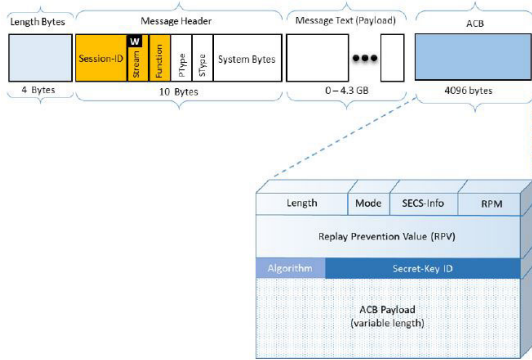 Length Bytes
Message Header
Message Text (Payload)
ACB
Session-ID
W
Stream
Function
PType
SType
System Bytes
4 Bytes
10 Bytes
0 – 4.3 GB
4096 bytes
Length
Mode
SECS-Info
RPM
Replay Prevention Value (RPV)
Algorithm
Secret-Key ID
ACB Payload
(variable length)